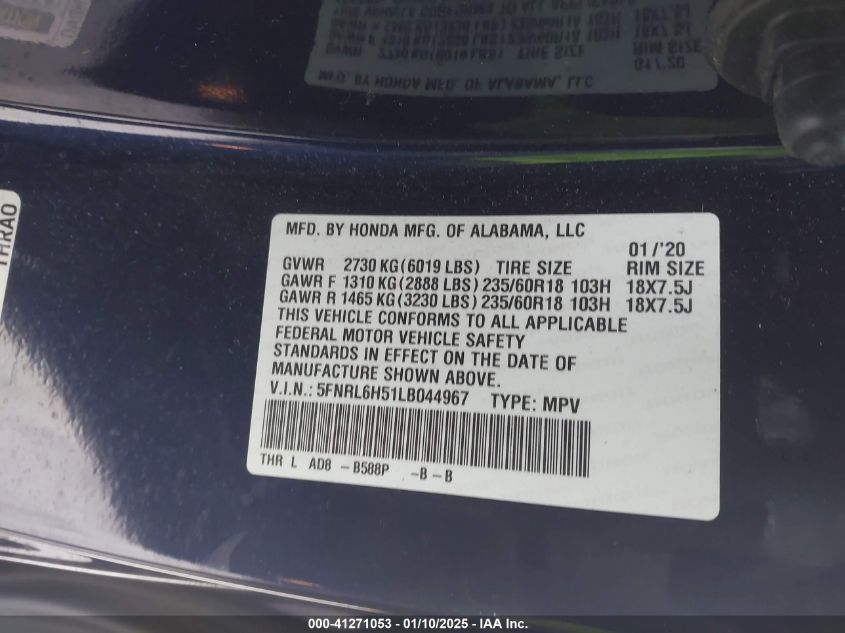 MFD. BY HONDA MFG. OF ALABAMA, LLC
01/'20
GVWR 2730 KG(6019 LBS) TIRE SIZE RIM SIZE
GAWR F 1310 KG(2888 LBS) 235/60R18 103H 18X7.5J
GAWR R 1465 KG(3230 LBS) 235/60R18 103H 18X7.5J
THIS VEHICLE CONFORMS TO ALL APPLICABLE
FEDERAL MOTOR VEHICLE SAFETY
STANDARDS IN EFFECT ON THE DATE OF
MANUFACTURE SHOWN ABOVE.
V.I.N.: 5FNRL6H51LB044967 TYPE: MPV
THR L AD8 -B588P -B-B
THRA0
000-41271053 - 01/10/2025 - IAA Inc.